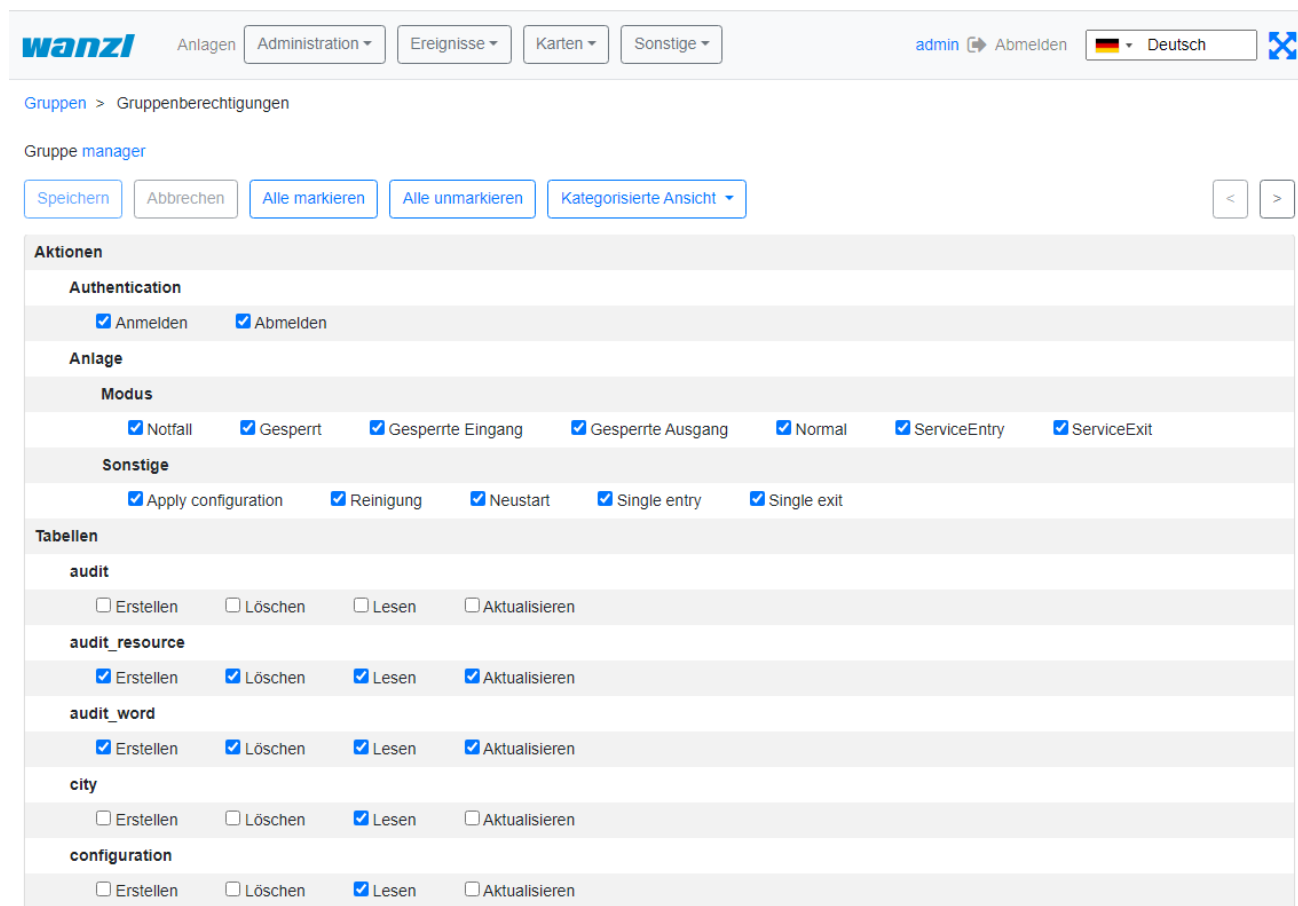 wanzl Anlagen Administration Ereignisse Karten Sonstige admin Abmelden Deutsch
Gruppen > Gruppenberechtigungen
Gruppe manager
Speichern Abbrechen Alle markieren Alle unmarkieren Kategorisierte Ansicht < >
Aktionen
Authentication
Anmelden Abmelden
Anlage
Modus
Notfall Gesperrt Gesperrte Eingang Gesperrte Ausgang Normal ServiceEntry ServiceExit
Sonstige
Apply configuration Reinigung Neustart Single entry Single exit
Tabellen
audit
Erstellen Löschen Lesen Aktualisieren
audit_resource
Erstellen Löschen Lesen Aktualisieren
audit_word
Erstellen Löschen Lesen Aktualisieren
city
Erstellen Löschen Lesen Aktualisieren
configuration
Erstellen Löschen Lesen Aktualisieren